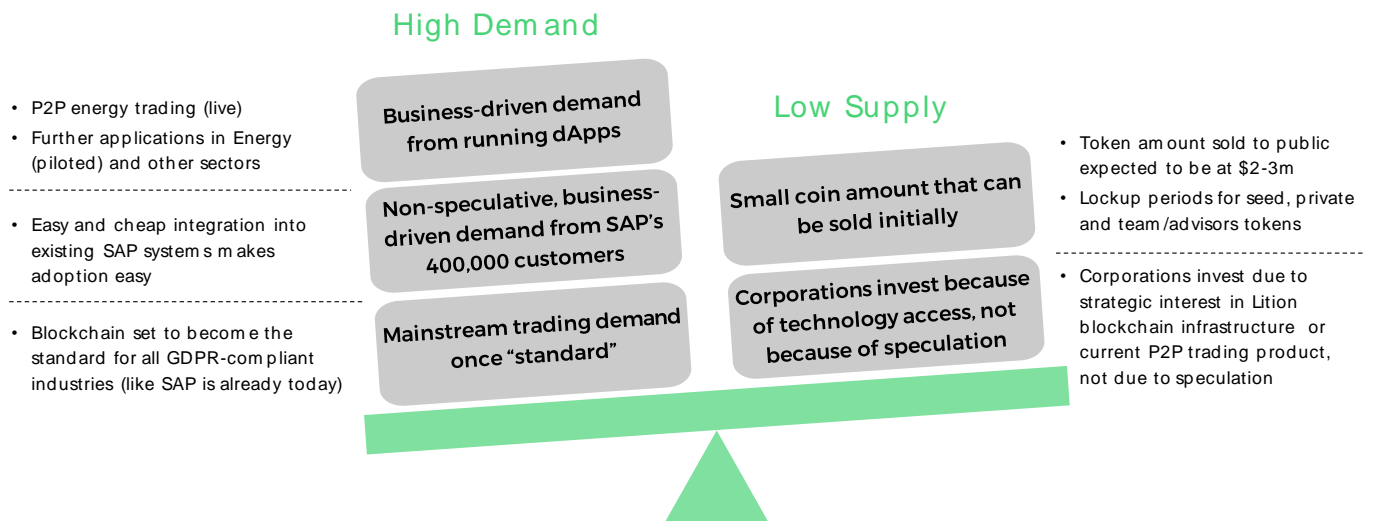 High Demand
• P2P energy trading (live)
• Further applications in Energy
(piloted) and other sectors
• Easy and cheap integration into
existing SAP systems makes
adoption easy
• Blockchain set to become the
standard for all GDPR-compliant
industries (like SAP is already today)
Business-driven demand
from running dApps
Non-speculative, business-
driven demand from SAP's
400,000 customers
Mainstream trading demand
once “standard”
Low Supply
Small coin amount that can
be sold initially
Corporations invest because
of technology access, not
because of speculation
• Token amount sold to public
expected to be at $2-3m
• Lockup periods for seed, private
and team/advisors tokens
• Corporations invest due to
strategic interest in Lition
blockchain infrastructure or
current P2P trading product,
not due to speculation